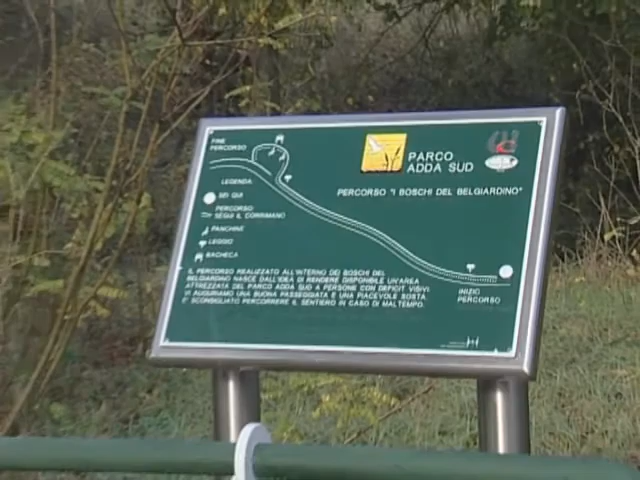 FINE
PERCORSO
PARCO
ADDA SUD
PERCORSO "I BOSCHI DEL BELGIARDINO"
LEGENDA
SEI QUI
PERCORSO
SEGUI IL CORRIMANO
PANCHINE
LEGGIO
BACHECA
IL PERCORSO REALIZZATO ALL'INTERNO DEI BOSCHI DEL
BELGIARDINO NASCE DALL'IDEA DI RENDERE DISPONIBILE UN'AREA
ATTREZZATA DEL PARCO ADDA SUD A PERSONE CON DEFICIT VISIVI.
VI AUGURIAMO UNA BUONA PASSEGGIATA E UNA PIACEVOLE SOSTA.
E' SCONSIGLIATO PERCORRERE IL SENTIERO IN CASO DI MALTEMPO.
INIZIO
PERCORSO